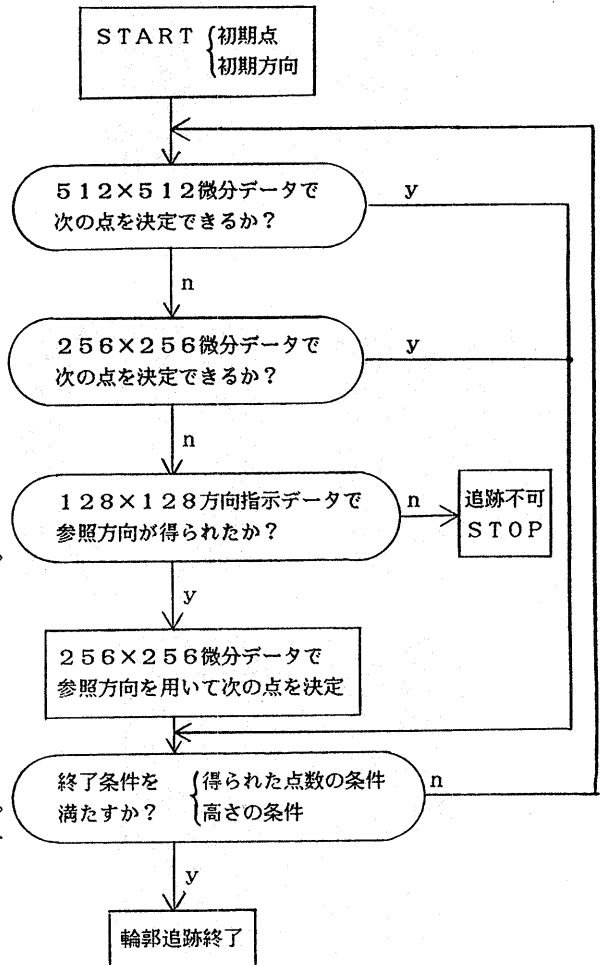 START {初期点
初期方向
512×512微分データで
次の点を決定できるか？
y
n
256×256微分データで
次の点を決定できるか？
y
n
128×128方向指示データで
参照方向が得られたか？
n
追跡不可
STOP
y
256×256微分データで
参照方向を用いて次の点を決定
終了条件を {得られた点数の条件
満たすか？ 高さの条件
n
y
輪郭追跡終了